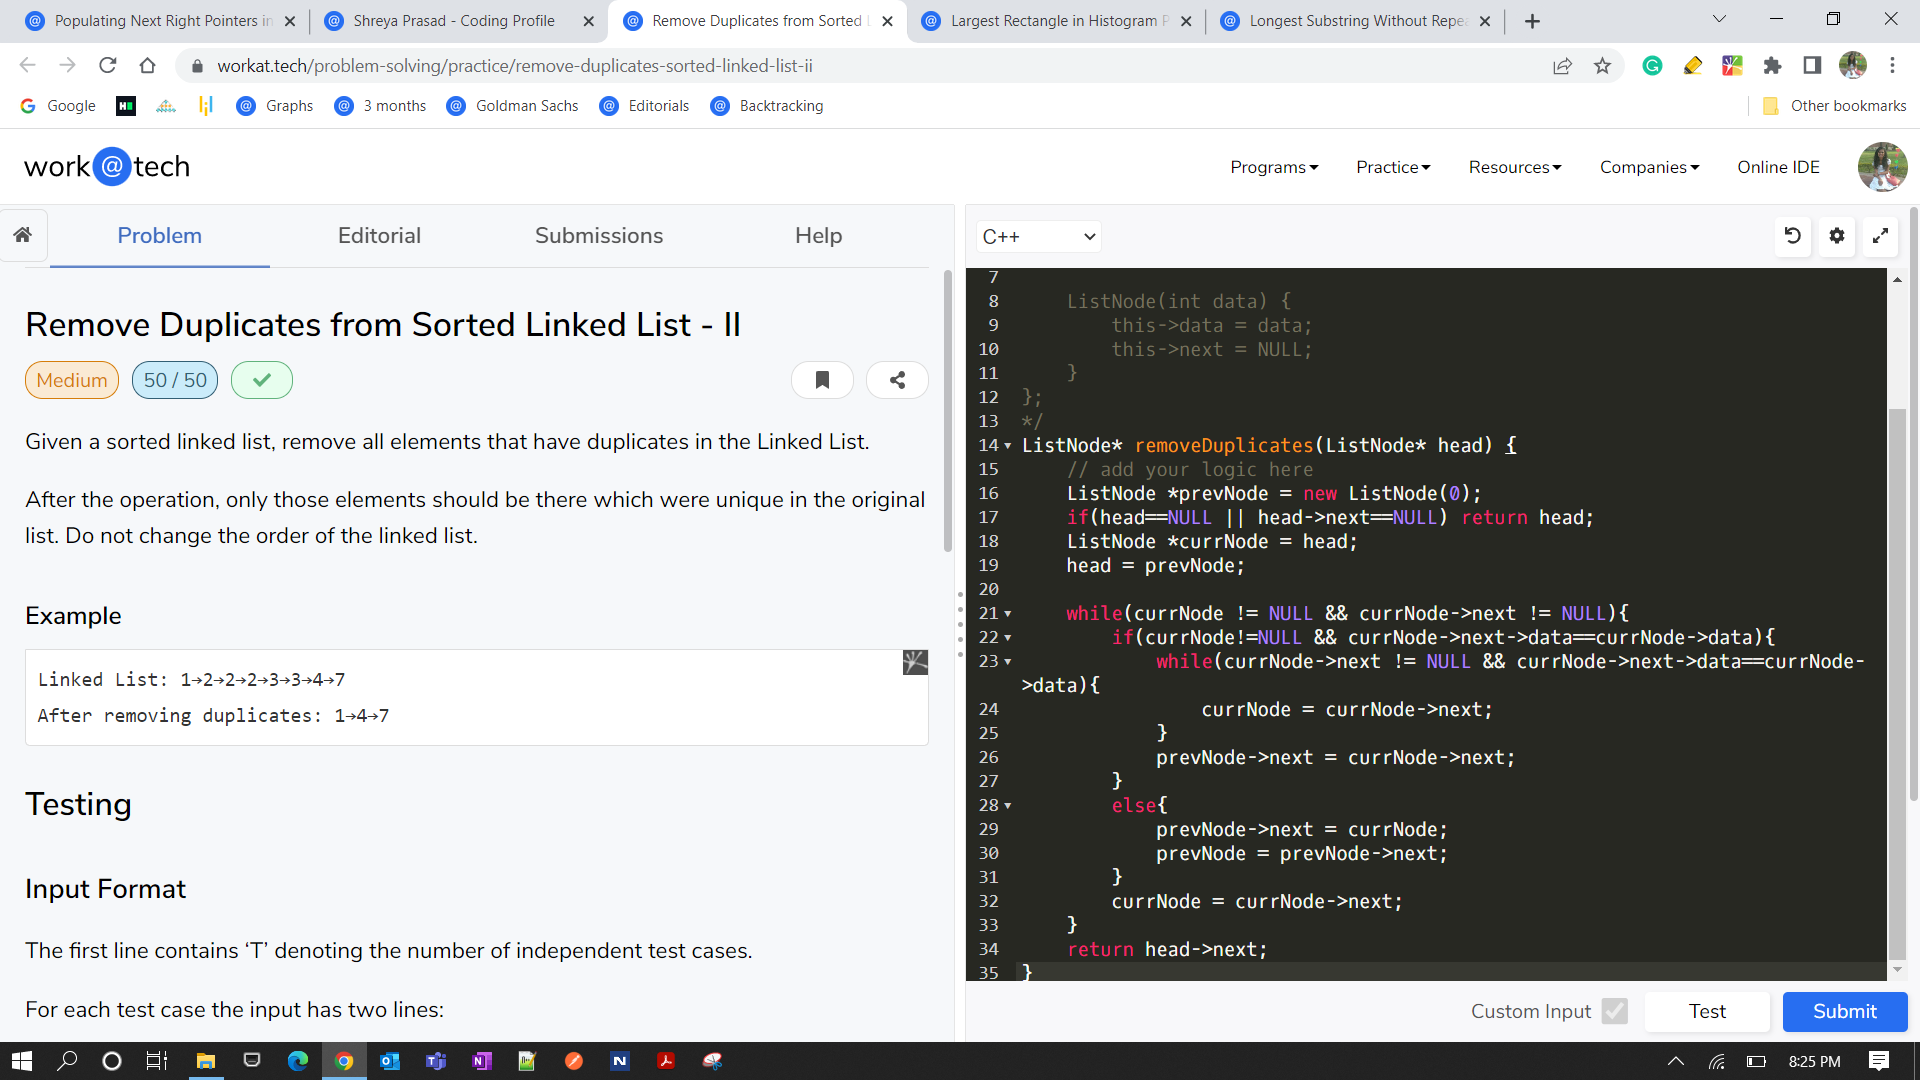 Populating Next Right Pointers in
Shreya Prasad - Coding Profile
Remove Duplicates from Sorted L
Largest Rectangle in Histogram P
Longest Substring Without Repea
workat.tech/problem-solving/practice/remove-duplicates-sorted-linked-list-ii
Google
Graphs
3 months
Goldman Sachs
Editorials
Backtracking
Other bookmarks
work@tech
Programs
Practice
Resources
Companies
Online IDE
Problem
Editorial
Submissions
Help
Remove Duplicates from Sorted Linked List - II
Medium
50 / 50
Given a sorted linked list, remove all elements that have duplicates in the Linked List.
After the operation, only those elements should be there which were unique in the original
list. Do not change the order of the linked list.
Example
Linked List: 1→2→2→2→3→3→4→7
After removing duplicates: 1→4→7
Testing
Input Format
The first line contains ‘T’ denoting the number of independent test cases.
For each test case the input has two lines:
C++
7
8 ListNode(int data) {
9 this->data = data;
10 this->next = NULL;
11 }
12 };
13 */
14 ListNode* removeDuplicates(ListNode* head) {
15 // add your logic here
16 ListNode *prevNode = new ListNode(0);
17 if(head==NULL || head->next==NULL) return head;
18 ListNode *currNode = head;
19 head = prevNode;
20
21 while(currNode != NULL && currNode->next != NULL){
22 if(currNode!=NULL && currNode->next->data==currNode->data){
23 while(currNode->next != NULL && currNode->next->data==currNode-
>data){
24 currNode = currNode->next;
25 }
26 prevNode->next = currNode->next;
27 }
28 else{
29 prevNode->next = currNode;
30 prevNode = prevNode->next;
31 }
32 currNode = currNode->next;
33 }
34 return head->next;
35 }
Custom Input
Test
Submit
8:25 PM